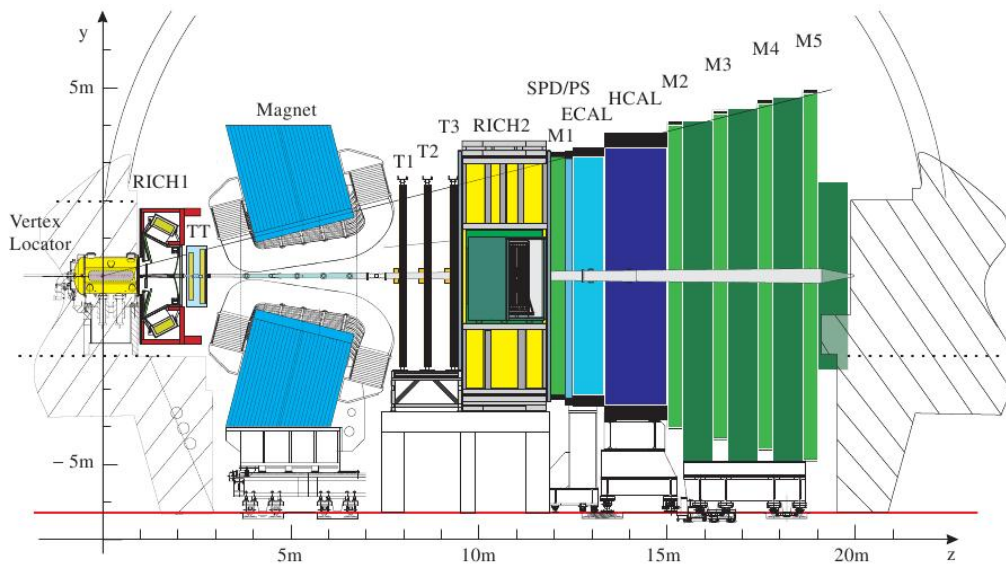 y
5m
Vertex
Locator
RICH1
TT
Magnet
T1
T2
T3
RICH2
M1
SPD/PS
ECAL
HCAL
M2
M3
M4
M5
– 5m
5m
10m
15m
20m
z